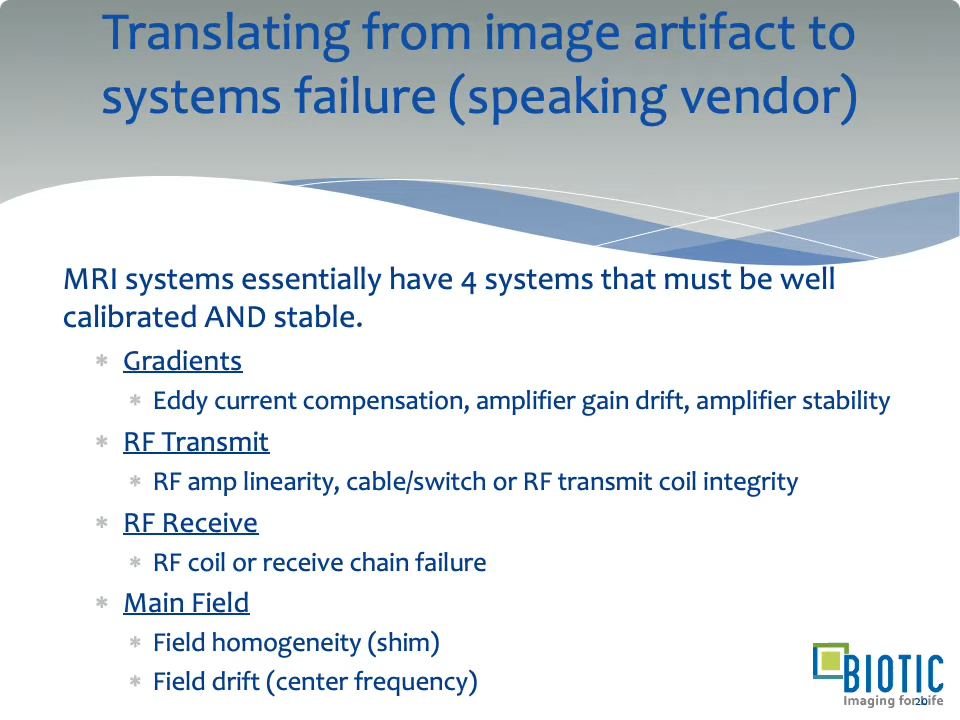 Translating from image artifact to
systems failure (speaking vendor)
MRI systems essentially have 4 systems that must be well
calibrated AND stable.
* Gradients
* Eddy current compensation, amplifier gain drift, amplifier stability
* RF Transmit
* RF amp linearity, cable/switch or RF transmit coil integrity
* RF Receive
* RF coil or receive chain failure
* Main Field
* Field homogeneity (shim)
* Field drift (center frequency)
BIOTIC
Imaging for Life